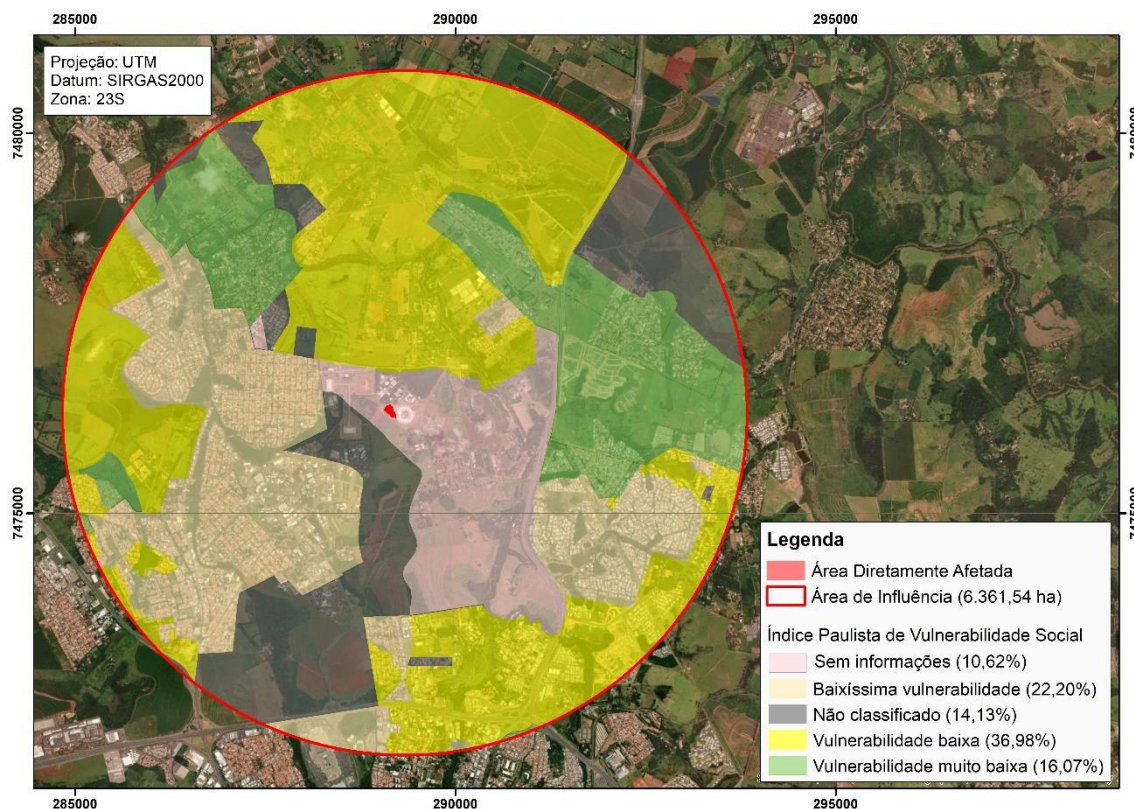 285000
290000
295000
Projeção: UTM
Datum: SIRGAS2000
Zona: 23S
7480000
7480000
7475000
7475000
Legenda
Área Diretamente Afetada
Área de Influência (6.361,54 ha)
Índice Paulista de Vulnerabilidade Social
Sem informações (10,62%)
Baixíssima vulnerabilidade (22,20%)
Não classificado (14,13%)
Vulnerabilidade baixa (36,98%)
Vulnerabilidade muito baixa (16,07%)
285000
290000
295000